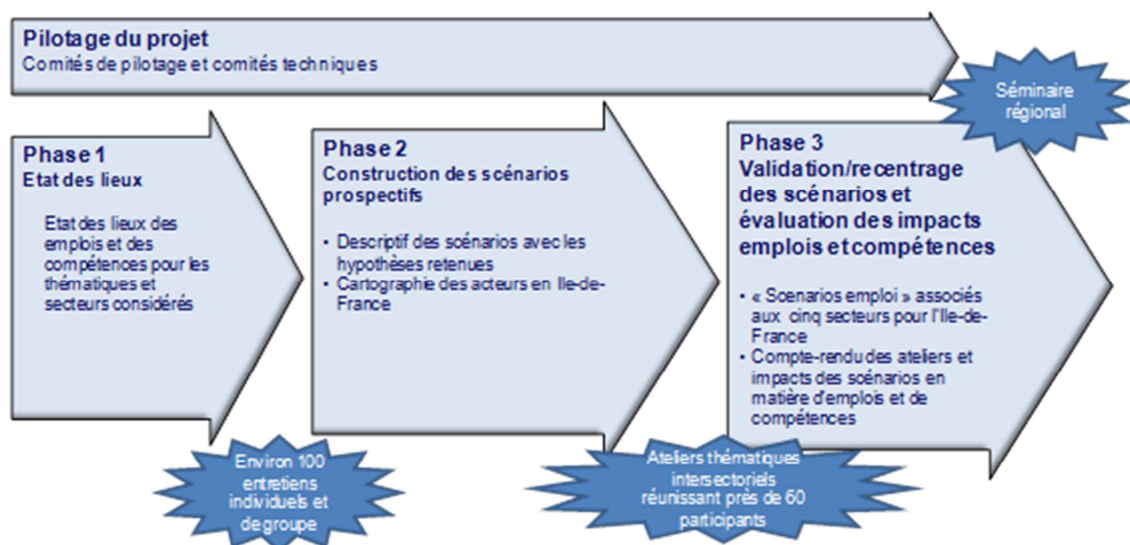 Pilotage du projet
Comités de pilotage et comités techniques
Séminaire
régional
Phase 1
Etat des lieux
Etat des lieux des
emplois et des
compétences pour les
thématiques et
secteurs considérés
Phase 2
Construction des scénarios
prospectifs
• Descriptif des scénarios avec les
hypothèses retenues
• Cartographie des acteurs en Ile-de-
France
Phase 3
Validation/recentrage
des scénarios et
évaluation des impacts
emplois et compétences
• « Scenarios emploi » associés
aux cinq secteurs pour l'Ile-de-
France
• Compte-rendu des ateliers et
impacts des scénarios en
matière d'emplois et de
compétences
Environ 100
entretiens
individuels et
de groupe
Ateliers thématiques
intersectoriels
réunissant près de 60
participants